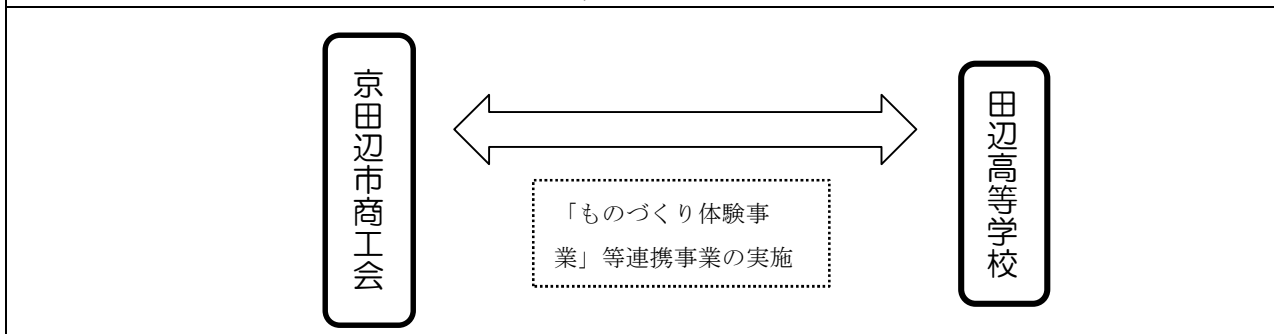 京田辺市商工会
「ものづくり体験事
業」等連携事業の実施
田辺高等学校